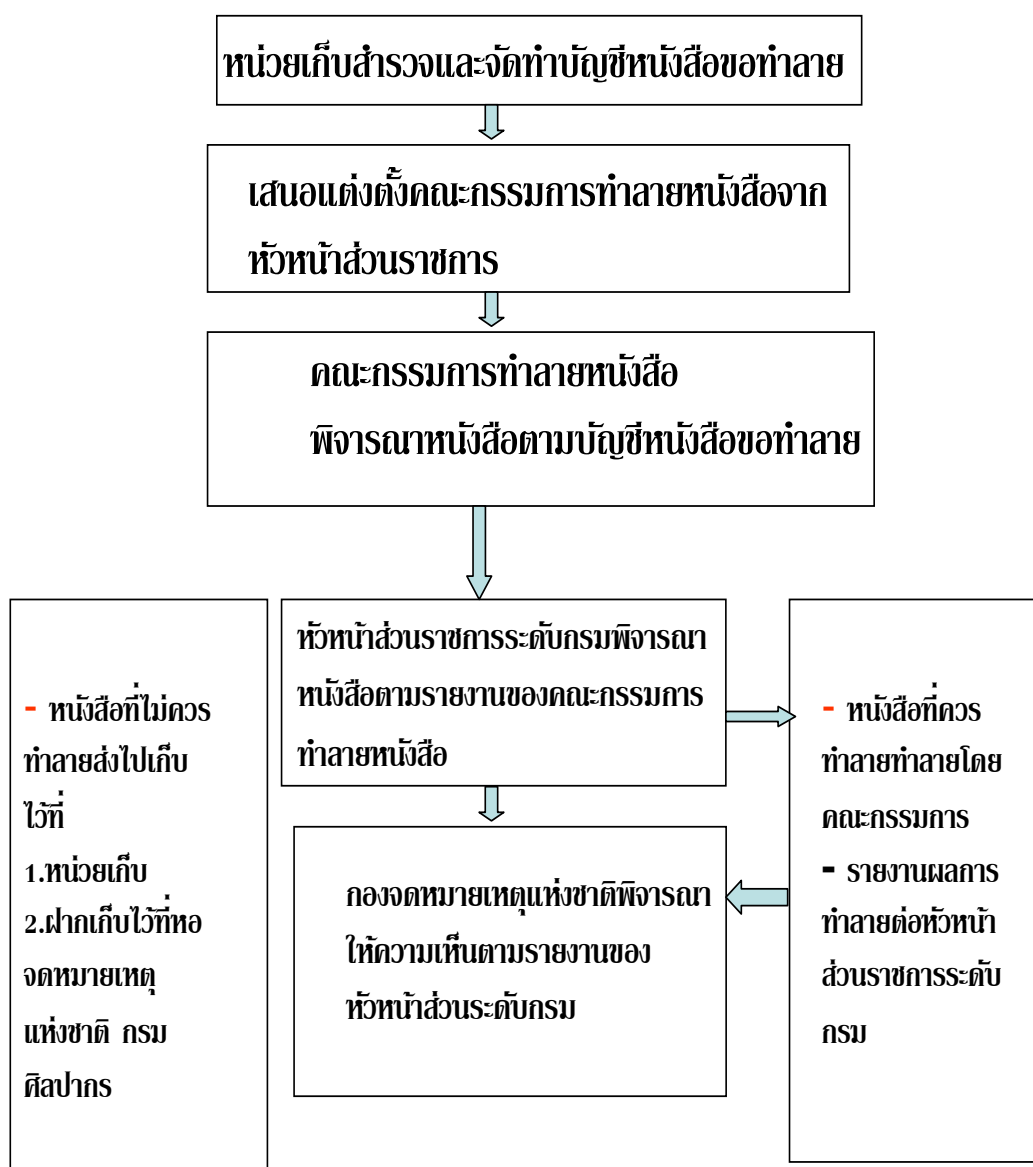 หน่วยเก็บสำรวจและจัดทำบัญชีหนังสือขอทำลาย
เสนอแต่งตั้งคณะกรรมการทำลายหนังสือจาก
หัวหน้าส่วนราชการ
คณะกรรมการทำลายหนังสือ
พิจารณาหนังสือตามบัญชีหนังสือขอทำลาย
- หนังสือที่ไม่ควร
ทำลายส่งไปเก็บ
ไว้ที่
1.หน่วยเก็บ
2.ฝากเก็บไว้ที่หอ
จดหมายเหตุ
แห่งชาติ กรม
ศิลปากร
หัวหน้าส่วนราชการระดับกรมพิจารณา
หนังสือตามรายงานของคณะกรรมการ
ทำลายหนังสือ
กองจดหมายเหตุแห่งชาติพิจารณา
ให้ความเห็นตามรายงานของ
หัวหน้าส่วนระดับกรม
- หนังสือที่ควร
ทำลายทำลายโดย
คณะกรรมการ
- รายงานผลการ
ทำลายต่อหัวหน้า
ส่วนราชการระดับ
กรม